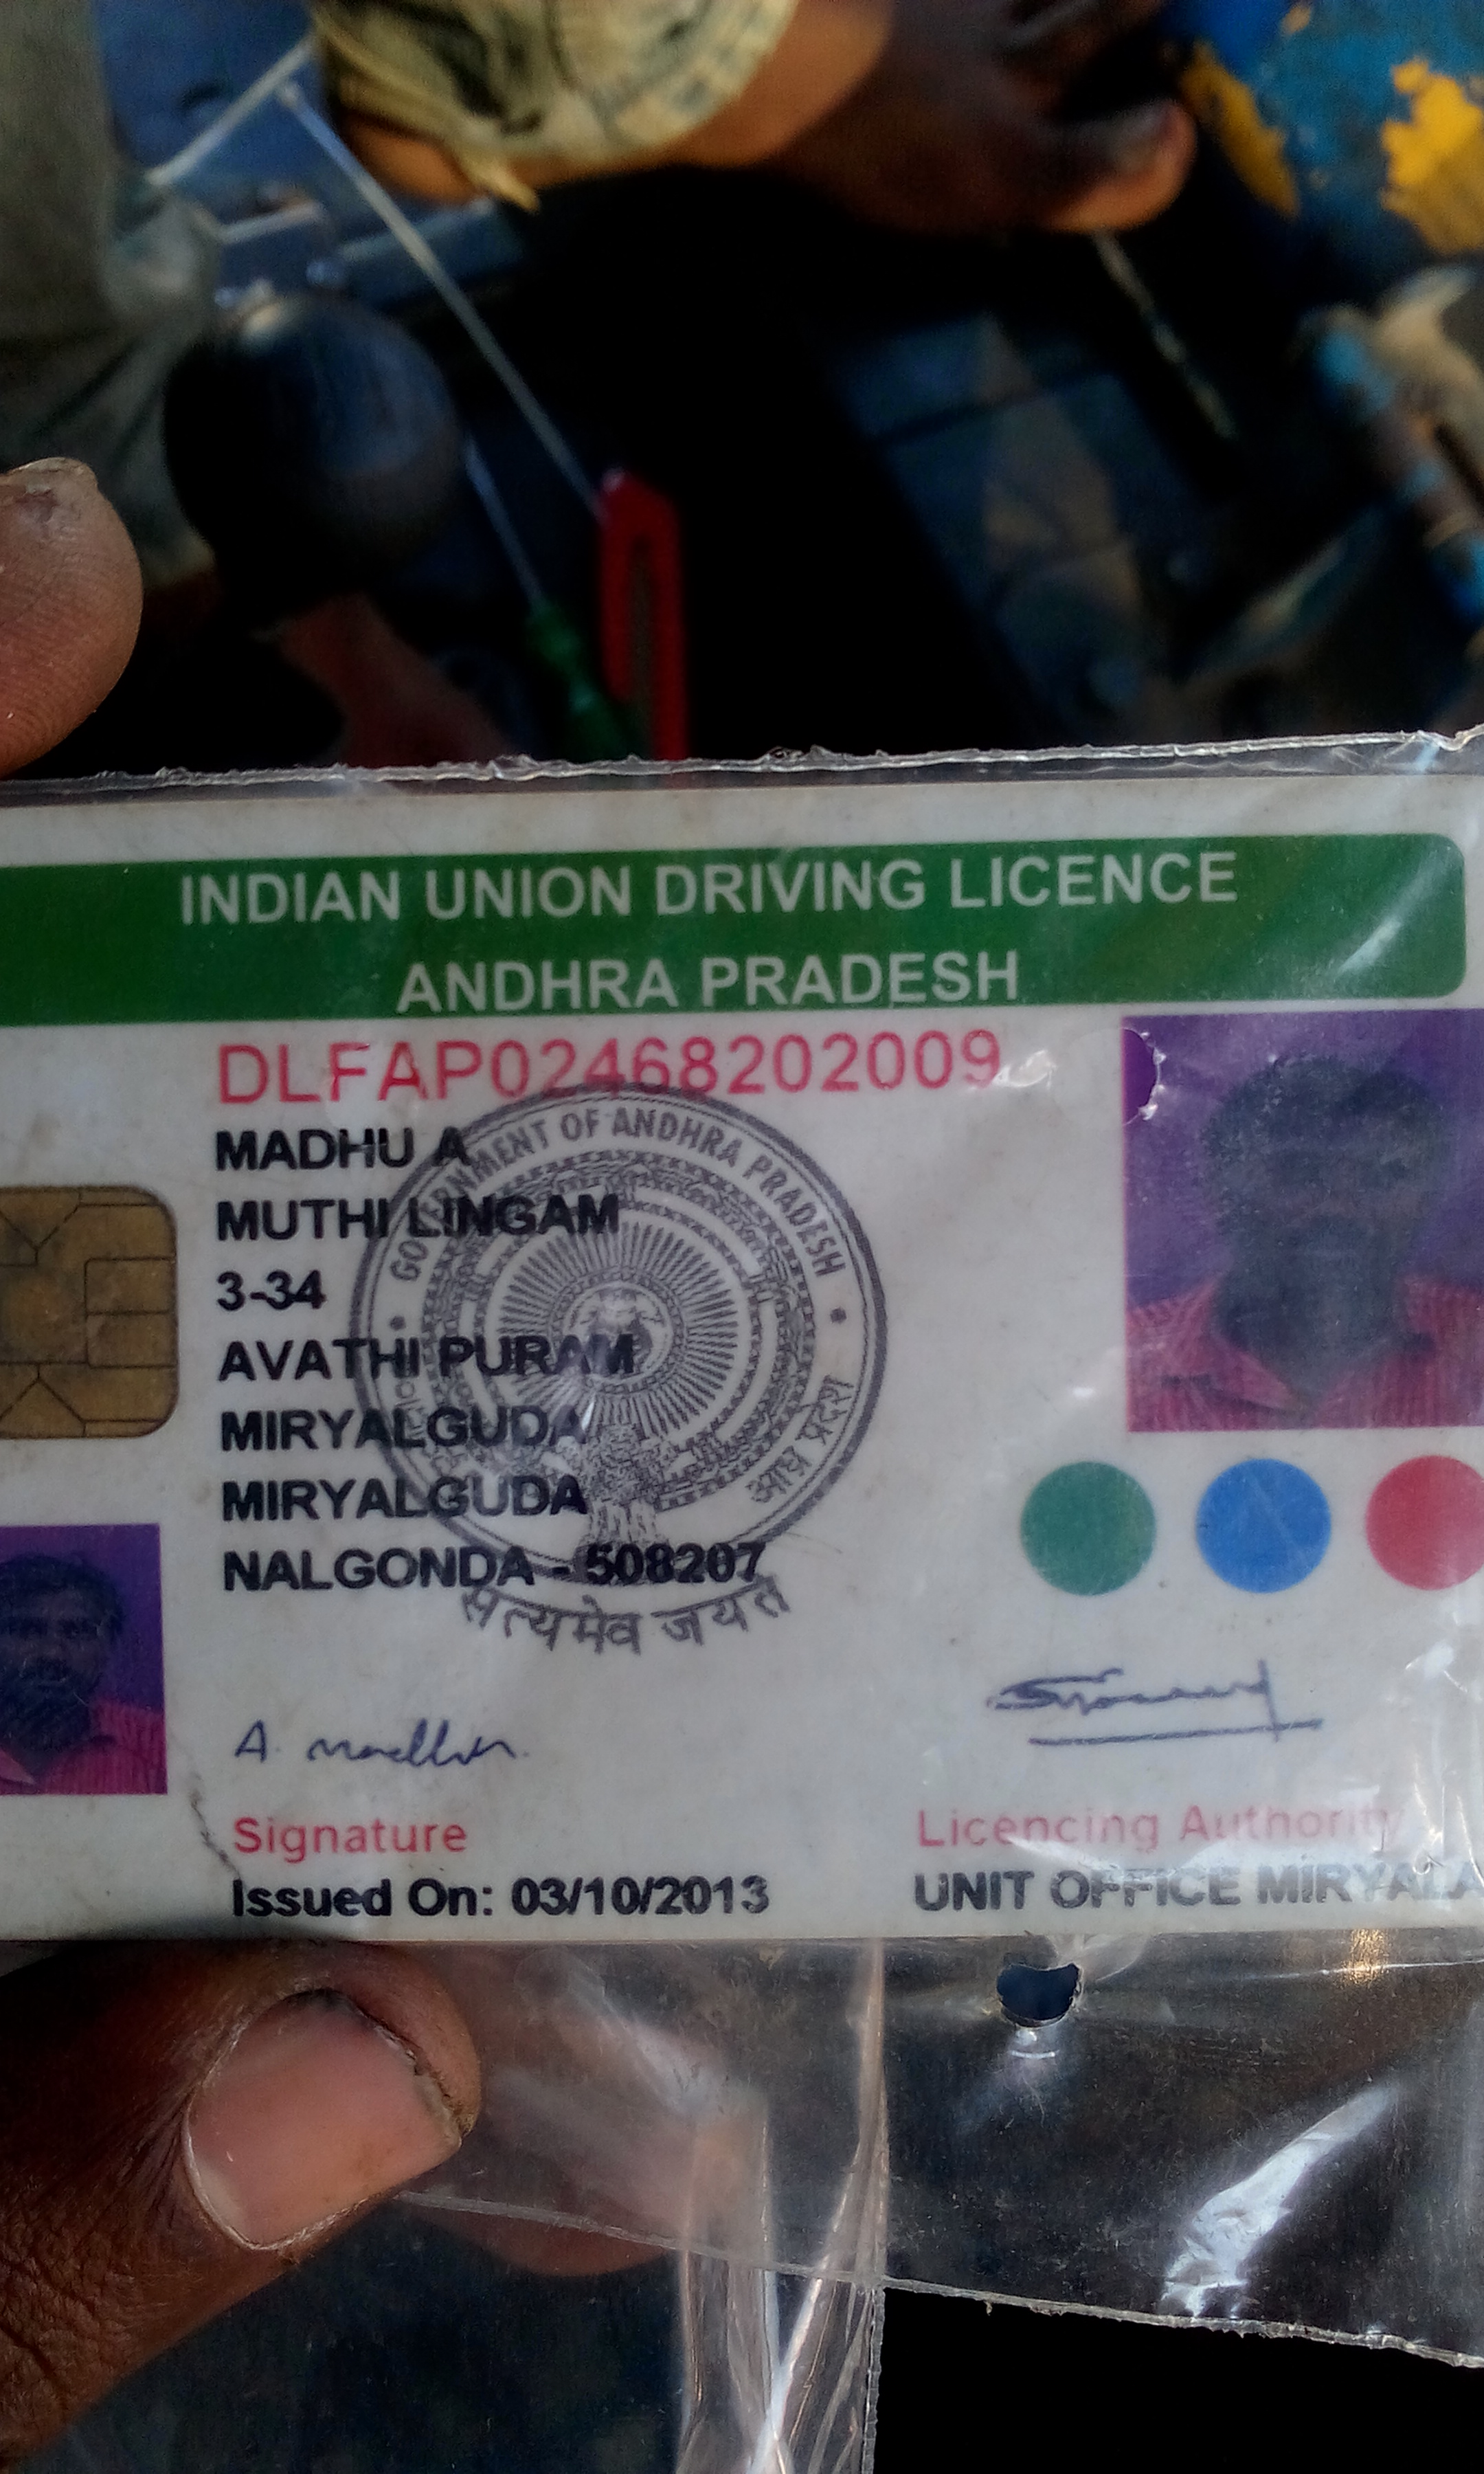 INDIAN UNION DRIVING LICENCE
ANDHRA PRADESH
DLFAP02468202009
MADHU A
MUTHI LINGAM
3-34
AVATHI PURAM
MIRYALGUDA
MIRYALGUDA
NALGONDA - 508207
GOVERNMENT OF ANDHRA PRADESH
सत्यमेव जयते
A. madhu
Signature
Licencing Authority
Issued On: 03/10/2013
UNIT OFFICE MIRYALA